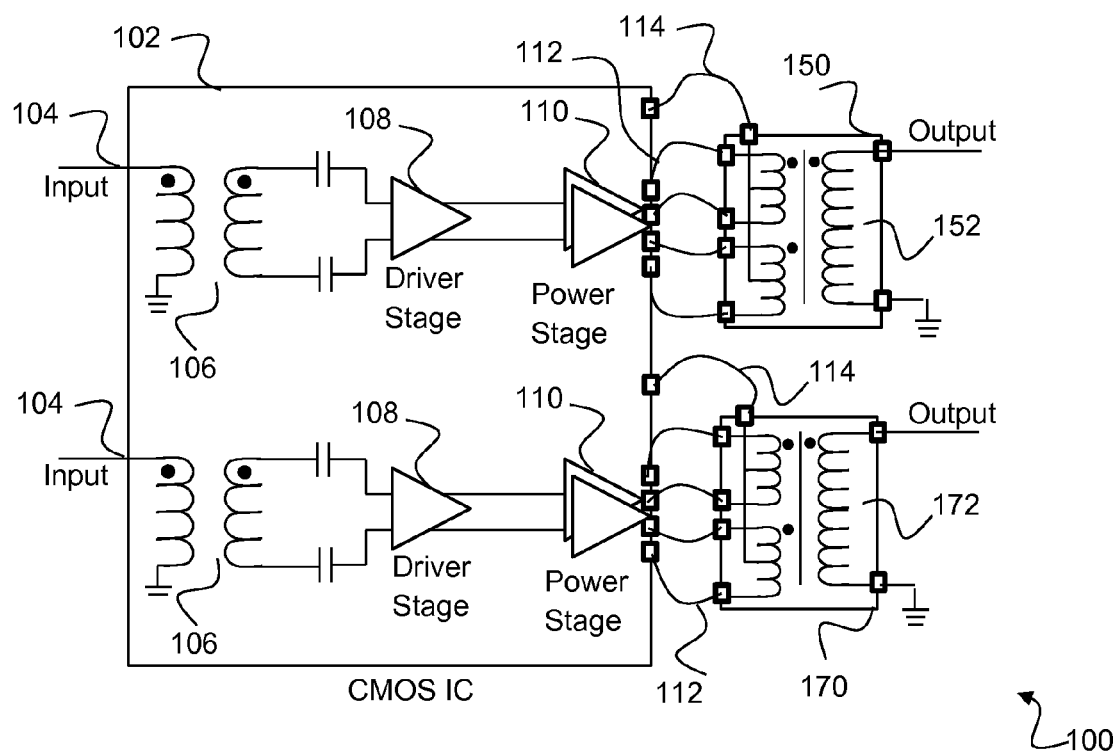 102
114
112
150
104
108
110
Output
Input
152
Driver
Stage
Power
Stage
106
114
104
108
110
Output
Input
172
Driver
Stage
Power
Stage
106
112
170
CMOS IC
100